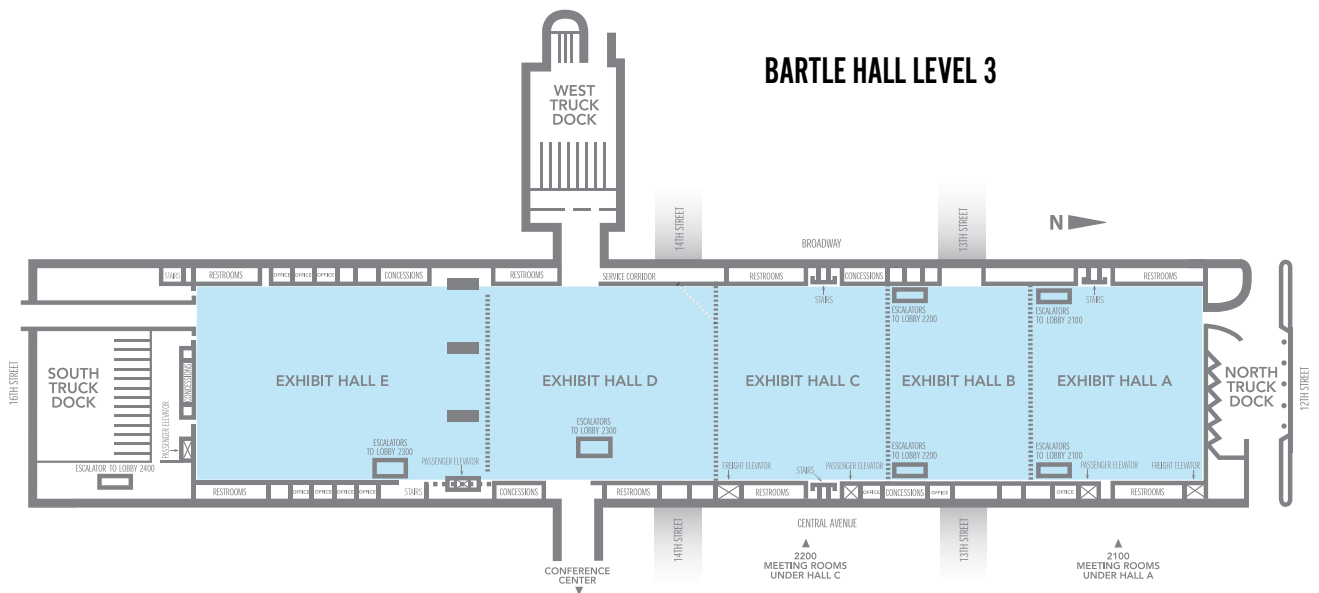 BARTLE HALL LEVEL 3
WEST
TRUCK
DOCK
14TH STREET
13TH STREET
N
BROADWAY
STAIRS
RESTROOMS
OFFICE
OFFICE
OFFICE
CONCESSIONS
RESTROOMS
SERVICE CORRIDOR
RESTROOMS
STAIRS
CONCESSIONS
STAIRS
RESTROOMS
ESCALATORS
TO LOBBY 2200
ESCALATORS
TO LOBBY 2100
16TH STREET
SOUTH
TRUCK
DOCK
CONCESSIONS
PASSENGER ELEVATOR
ESCALATOR TO LOBBY 2400
EXHIBIT HALL E
EXHIBIT HALL D
EXHIBIT HALL C
EXHIBIT HALL B
EXHIBIT HALL A
NORTH
TRUCK
DOCK
12TH STREET
ESCALATORS
TO LOBBY 2300
ESCALATORS
TO LOBBY 2300
PASSENGER ELEVATOR
FREIGHT ELEVATOR
STAIRS
PASSENGER ELEVATOR
ESCALATORS
TO LOBBY 2200
ESCALATORS
TO LOBBY 2100
PASSENGER ELEVATOR
FREIGHT ELEVATOR
RESTROOMS
OFFICE
OFFICE
OFFICE
OFFICE
STAIRS
CONCESSIONS
RESTROOMS
RESTROOMS
OFFICE
CONCESSIONS
OFFICE
OFFICE
RESTROOMS
14TH STREET
CENTRAL AVENUE
13TH STREET
CONFERENCE
CENTER
2200
MEETING ROOMS
UNDER HALL C
2100
MEETING ROOMS
UNDER HALL A